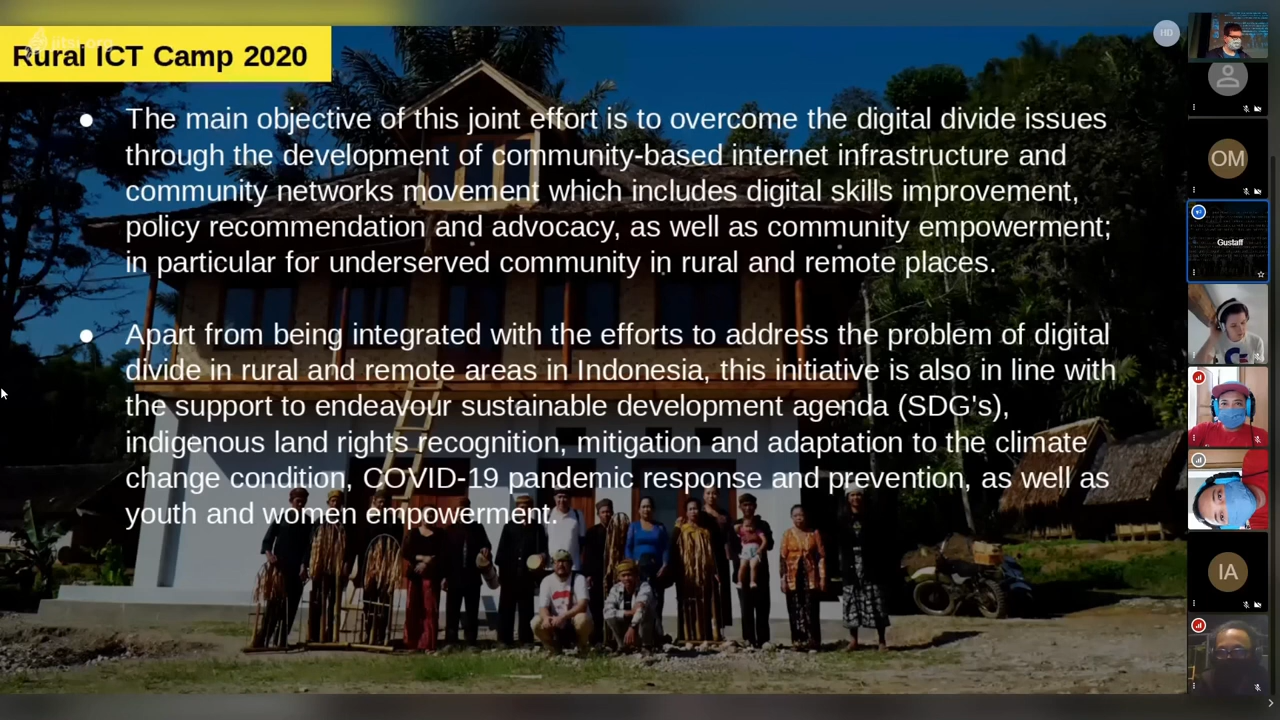 jitsi.org
Rural ICT Camp 2020
HD
● The main objective of this joint effort is to overcome the digital divide issues
through the development of community-based internet infrastructure and
community networks movement which includes digital skills improvement,
policy recommendation and advocacy, as well as community empowerment;
in particular for underserved community in rural and remote places.
● Apart from being integrated with the efforts to address the problem of digital
divide in rural and remote areas in Indonesia, this initiative is also in line with
the support to endeavour sustainable development agenda (SDG's),
indigenous land rights recognition, mitigation and adaptation to the climate
change condition, COVID-19 pandemic response and prevention, as well as
youth and women empowerment.
OM
Gustaff
IA